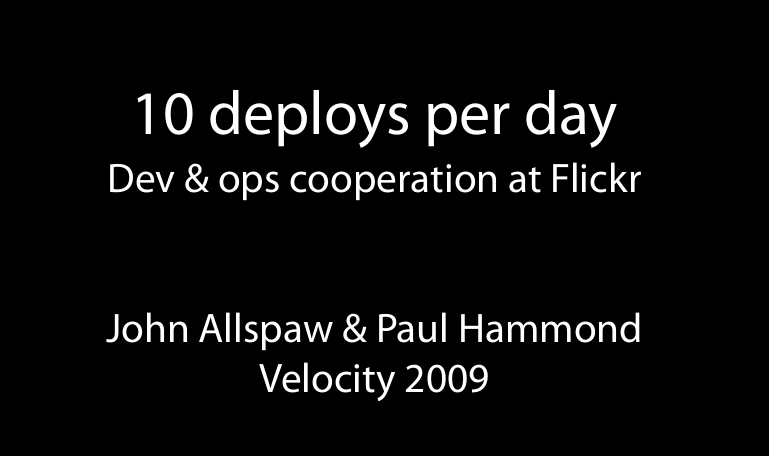 10 deploys per day
Dev & ops cooperation at Flickr
John Allspaw & Paul Hammond
Velocity 2009